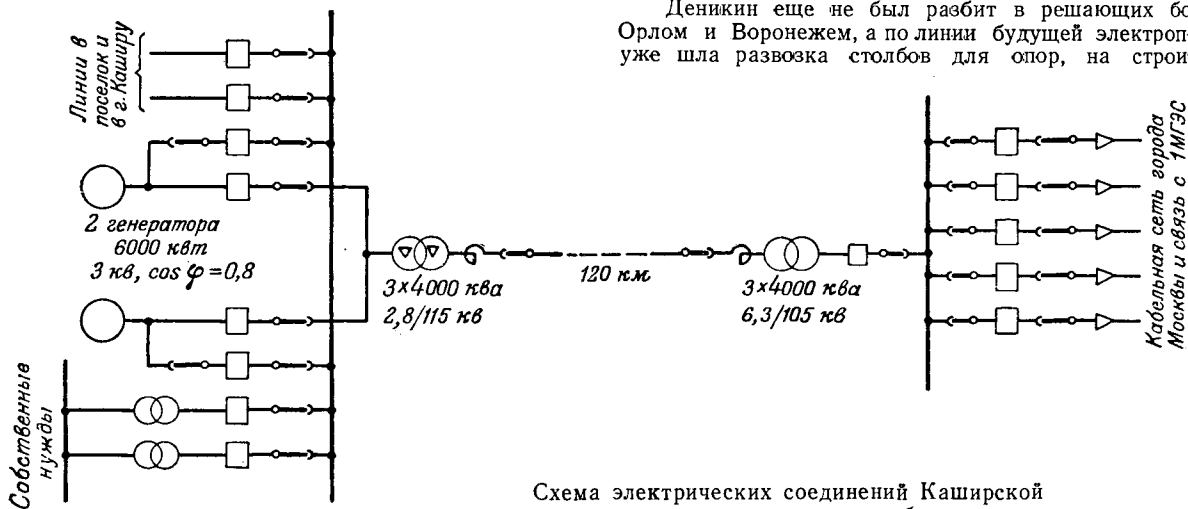 Деникин еще не был разбит в решающих бо
Орлом и Воронежем, а по линии будущей электроп
уже шла развозка столбов для опор, на строи
Линии в
поселок и
в г. Каширу
2 генератора
6000 квт
3 кв, cos φ = 0,8
Собственные
нужды
3×4000 ква
2,8/115 кв
120 км
3×4000 ква
6,3/105 кв
Кабельная сеть города
Москвы и связь с 1МГЭС
Схема электрических соединений Каширской